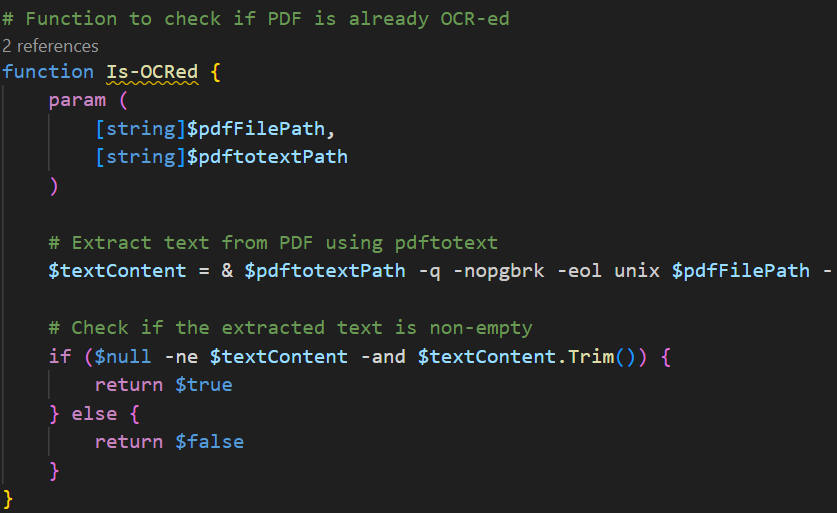 # Function to check if PDF is already OCR-ed
2 references
function Is-OCRed {
    param (
        [string]$pdfFilePath,
        [string]$pdftotextPath
    )

    # Extract text from PDF using pdftotext
    $textContent = & $pdftotextPath -q -nopgbrk -eol unix $pdfFilePath -

    # Check if the extracted text is non-empty
    if ($null -ne $textContent -and $textContent.Trim()) {
        return $true
    } else {
        return $false
    }
}